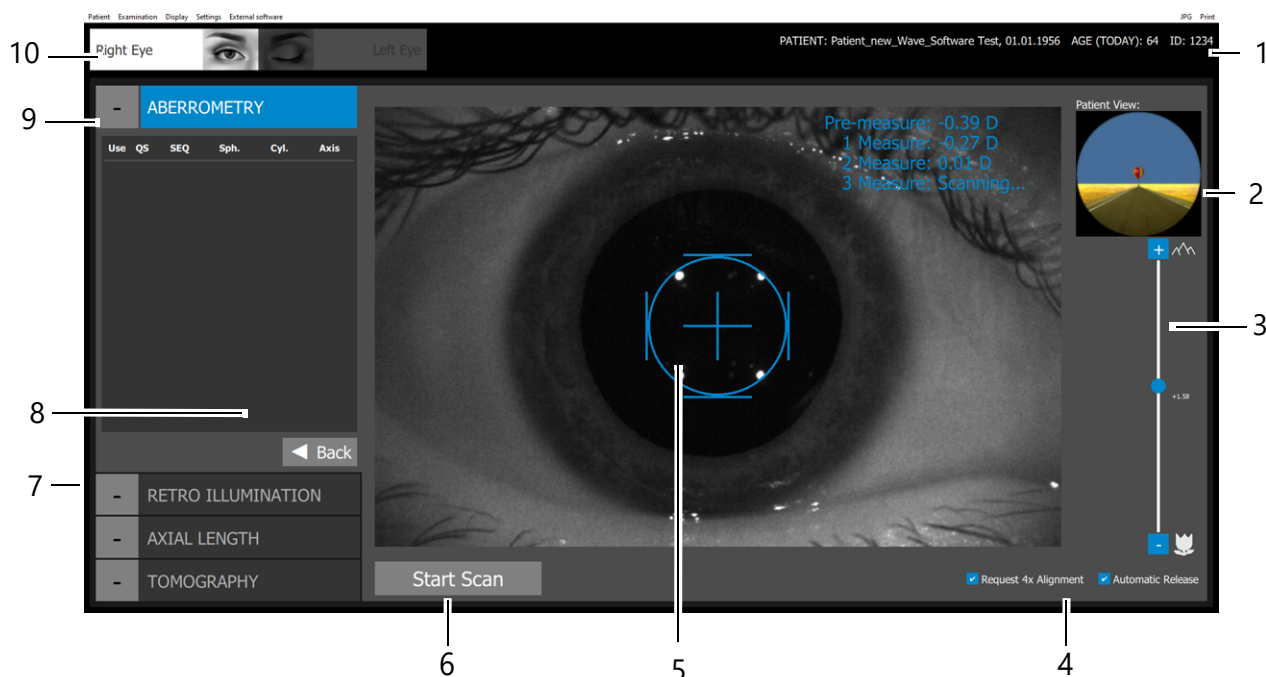 Patient Examination Display Settings External software JPG Print
10 Right Eye Left Eye PATIENT: Patient_new_Wave_Software Test, 01.01.1956 AGE (TODAY): 64 ID: 1234 1
9 - ABERROMETRY
Use QS SEQ Sph. Cyl. Axis
Pre-measure: -0.39 D
1 Measure: -0.27 D
2 Measure: 0.01 D
3 Measure: Scanning...
Patient View:
2
+
3
+1.58
-
8
Back
7 - RETRO ILLUMINATION
- AXIAL LENGTH
- TOMOGRAPHY
Start Scan
Request 4x Alignment Automatic Release
6 5 4